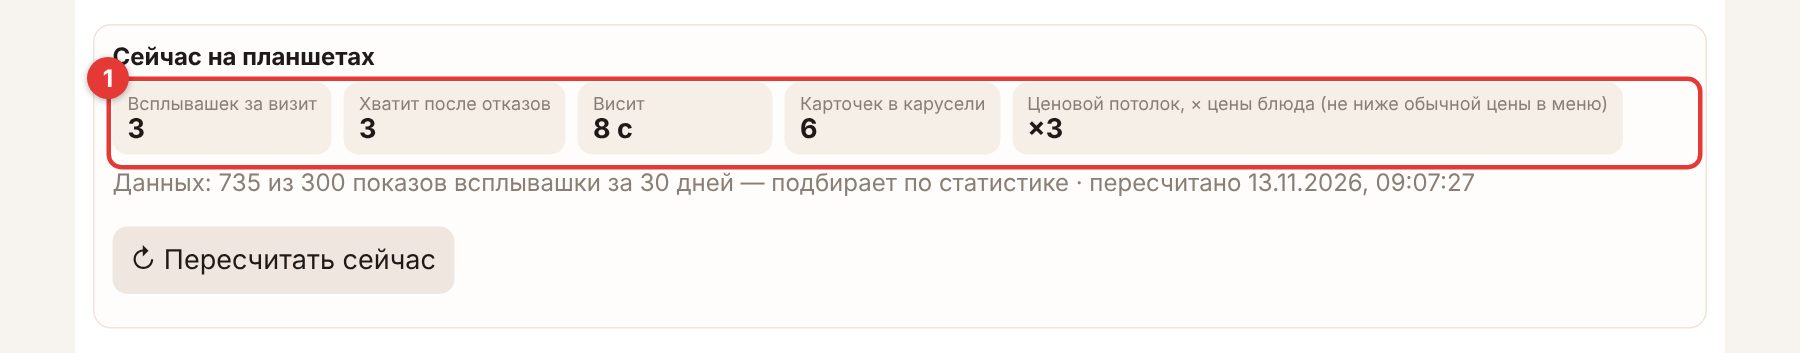 Сейчас на планшетах
1
Всплывашек за визит
3
Хватит после отказов
3
Висит
8 с
Карточек в карусели
6
Ценовой потолок, × цены блюда (не ниже обычной цены в меню)
×3
Данных: 735 из 300 показов всплывашки за 30 дней — подбирает по статистике · пересчитано 13.11.2026, 09:07:27
↻ Пересчитать сейчас